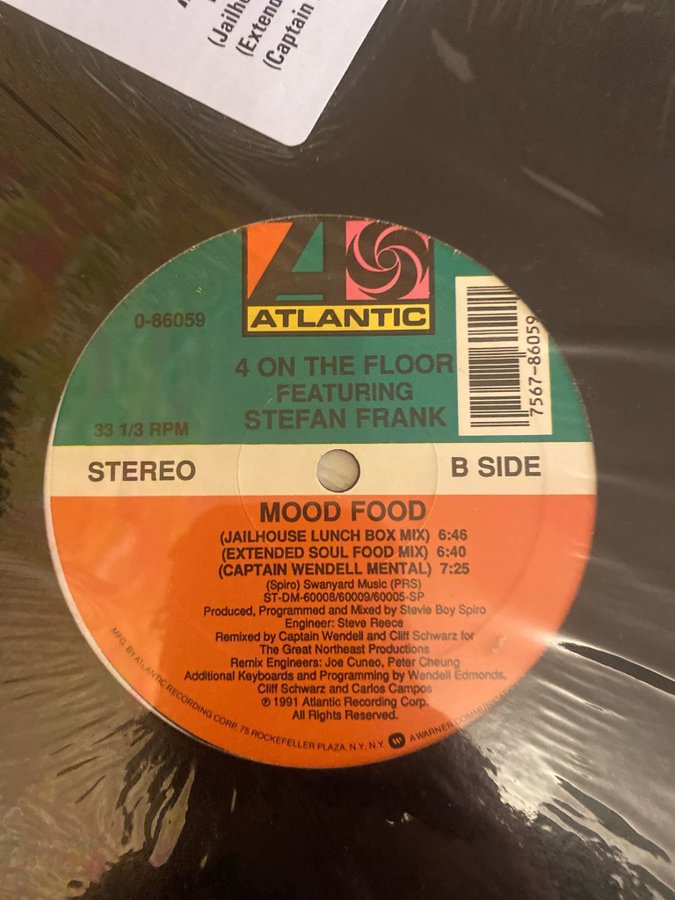 (Jailho
(Extend
(Captain
ATLANTIC
0-86059
4 ON THE FLOOR
FEATURING
STEFAN FRANK
7567-86059
33 1/3 RPM
STEREO
B SIDE
MOOD FOOD
(JAILHOUSE LUNCH BOX MIX) 6:46
(EXTENDED SOUL FOOD MIX) 6:40
(CAPTAIN WENDELL MENTAL) 7:25
(Spiro) Swanyard Music (PRS)
ST-DM-60008/60009/60005-SP
Produced, Programmed and Mixed by Stevie Boy Spiro
Engineer: Steve Reece
Remixed by Captain Wendell and Cliff Schwarz for
The Great Northeast Productions
Remix Engineers: Joe Cuneo, Peter Cheung
Additional Keyboards and Programming by Wendell Edmonds,
Cliff Schwarz and Carlos Campos
℗ 1991 Atlantic Recording Corp.
All Rights Reserved.
MFG. BY ATLANTIC RECORDING CORP. 75 ROCKEFELLER PLAZA, N.Y. N.Y. A WARNER COMMUNICATIONS